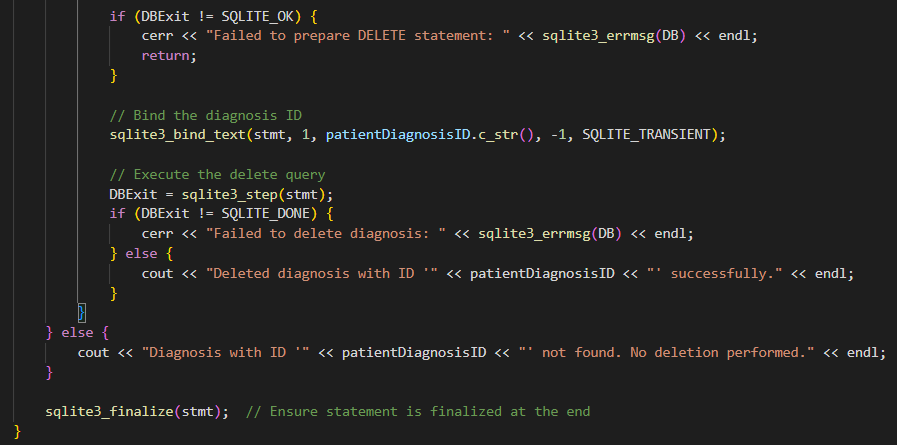 if (DBExit != SQLITE_OK) {
cerr << "Failed to prepare DELETE statement: " << sqlite3_errmsg(DB) << endl;
return;
}
// Bind the diagnosis ID
sqlite3_bind_text(stmt, 1, patientDiagnosisID.c_str(), -1, SQLITE_TRANSIENT);
// Execute the delete query
DBExit = sqlite3_step(stmt);
if (DBExit != SQLITE_DONE) {
cerr << "Failed to delete diagnosis: " << sqlite3_errmsg(DB) << endl;
} else {
cout << "Deleted diagnosis with ID '" << patientDiagnosisID << "' successfully." << endl;
}
}
} else {
cout << "Diagnosis with ID '" << patientDiagnosisID << "' not found. No deletion performed." << endl;
}
sqlite3_finalize(stmt);  // Ensure statement is finalized at the end
}